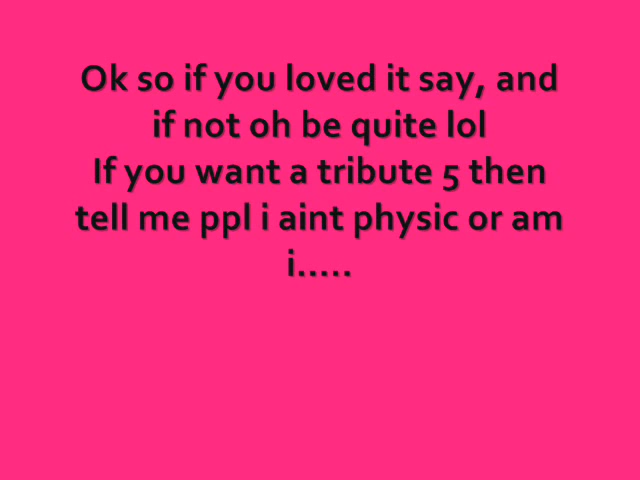 Ok so if you loved it say, and
if not oh be quite lol
If you want a tribute 5 then
tell me ppl i aint physic or am
i.....